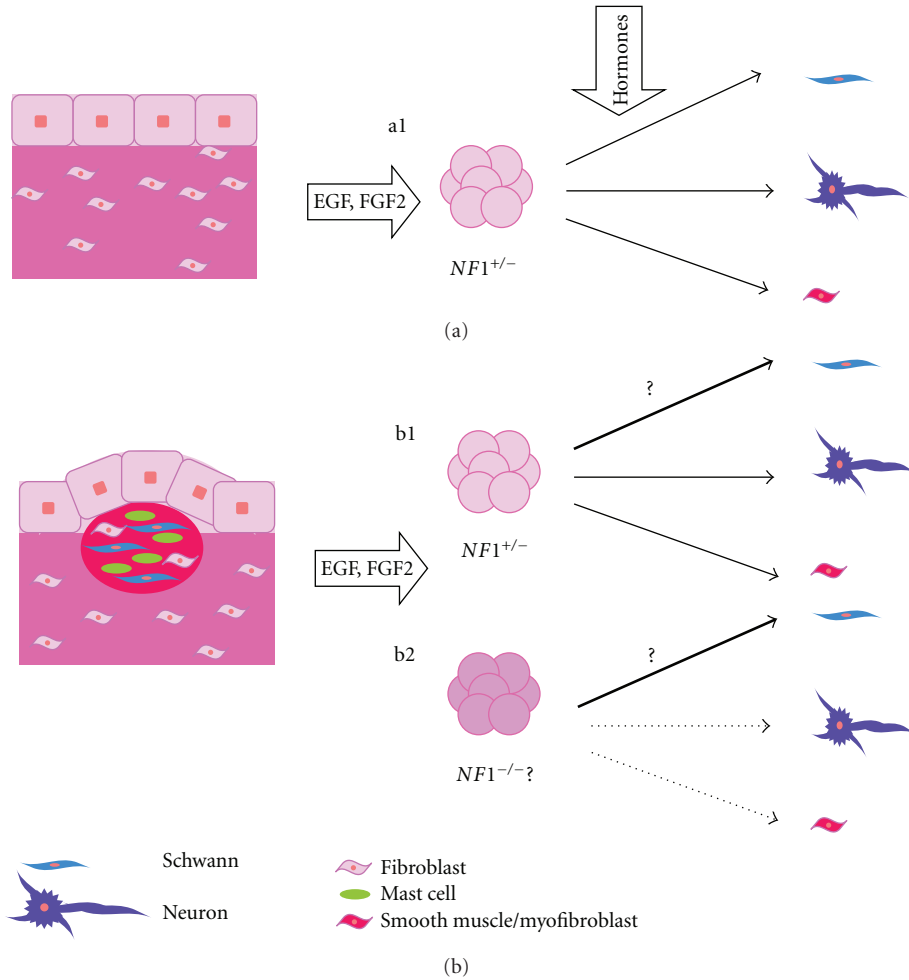 Hormones
a1
EGF, FGF2
NF1+/−
(a)
?
b1
EGF, FGF2
NF1+/−
b2
?
NF1−/−?
Schwann
Neuron
Fibroblast
Mast cell
Smooth muscle/myofibroblast
(b)